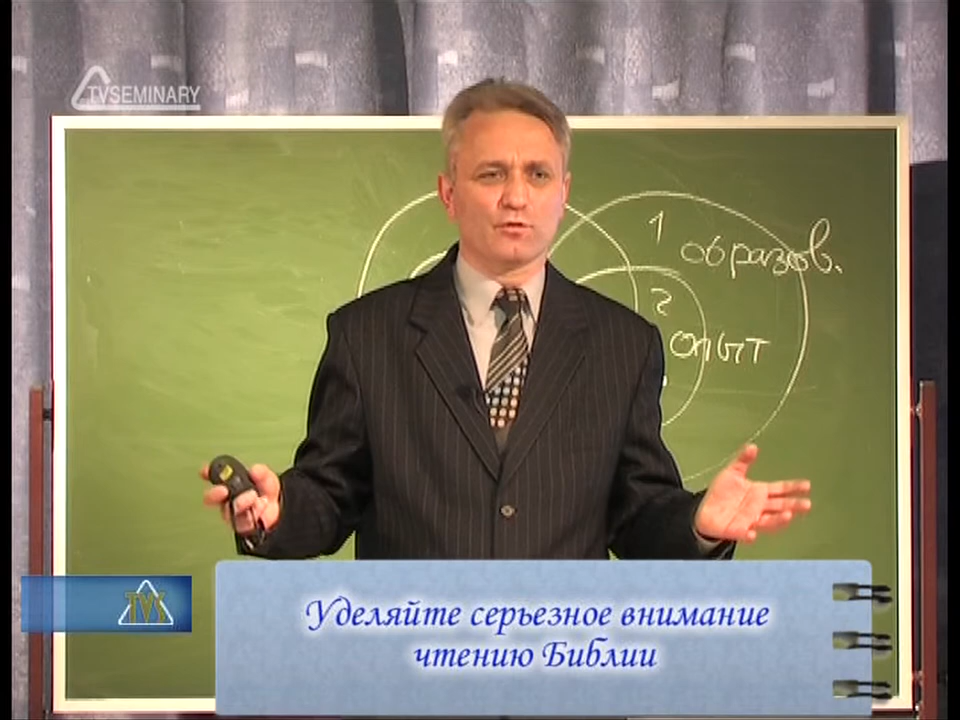 TVSEMINARY
1
образов.
2
опыт
TVS
Уделяйте серьезное внимание
чтению Библии